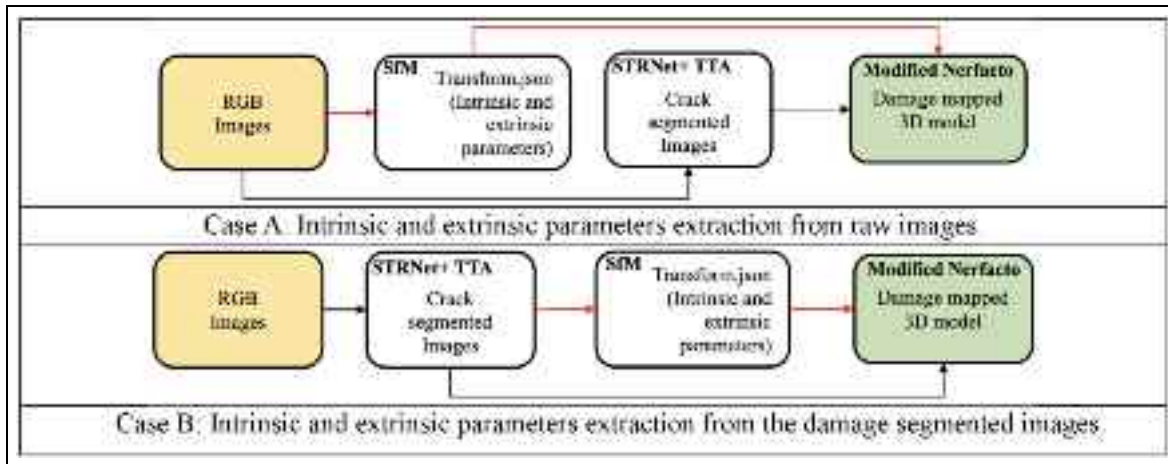 RGB
Images
SfM
Transform.json
(Intrinsic and
extrinsic
parameters)
STRNet+ TTA
Crack
segmented
Images
Modified Nerfacto
Damage mapped
3D model
Case A: Intrinsic and extrinsic parameters extraction from raw images
RGB
Images
STRNet+ TTA
Crack
segmented
Images
SfM
Transform.json
(Intrinsic and
extrinsic
parameters)
Modified Nerfacto
Damage mapped
3D model
Case B: Intrinsic and extrinsic parameters extraction from the damage segmented images